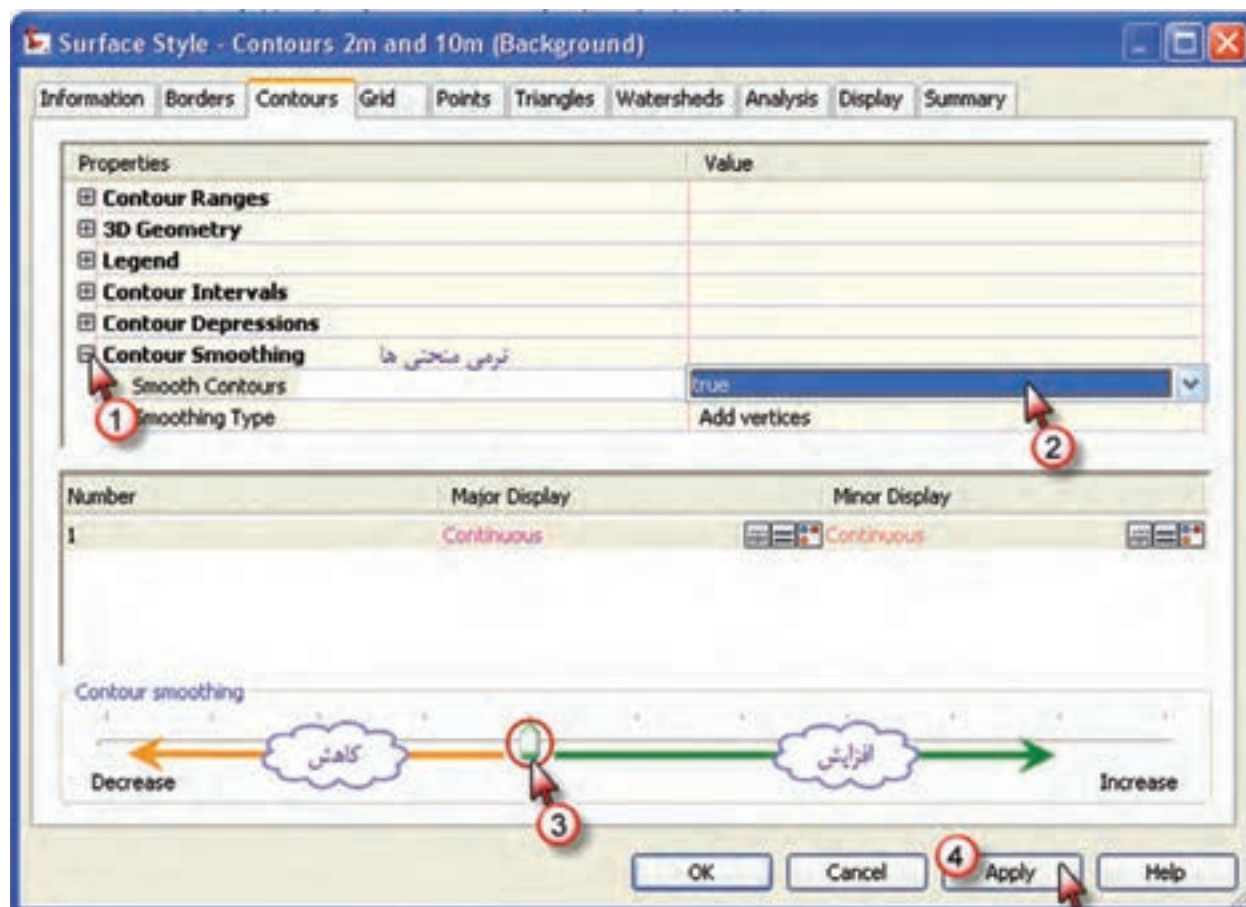 Surface Style - Contours 2m and 10m (Background)
Information Borders Contours Grid Points Triangles Watersheds Analysis Display Summary
Properties Value
Contour Ranges
3D Geometry
Legend
Contour Intervals
Contour Depressions
Contour Smoothing نرمی منحنی ها
Smooth Contours true
1 Smoothing Type Add vertices
2
Number Major Display Minor Display
1 Continuous Continuous
Contour smoothing
کاهش افزایش
Decrease Increase
3
4
OK Cancel Apply Help